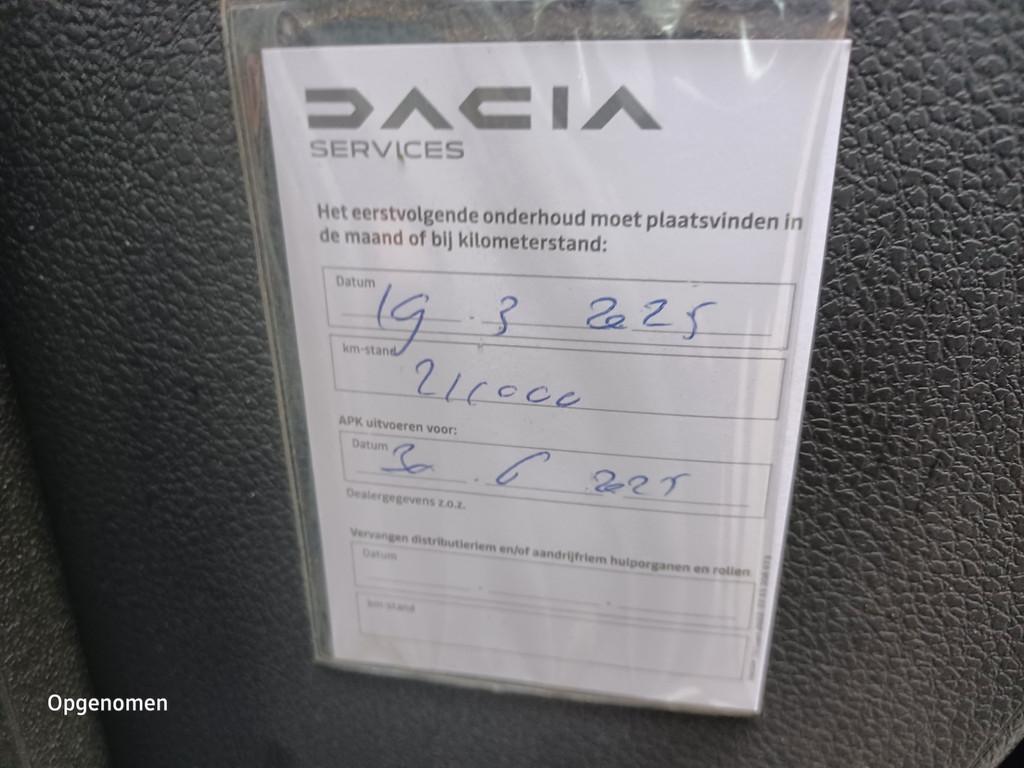 DACIA
SERVICES
Het eerstvolgende onderhoud moet plaatsvinden in
de maand of bij kilometerstand:
Datum
19 . 3 2025
km-stand
211000
APK uitvoeren voor:
Datum
30 . 6 2025
Dealergegevens z.o.z.
Vervangen distributieriem en/of aandrijfriem hulporganen en rollen
Datum
km-stand
Opgenomen